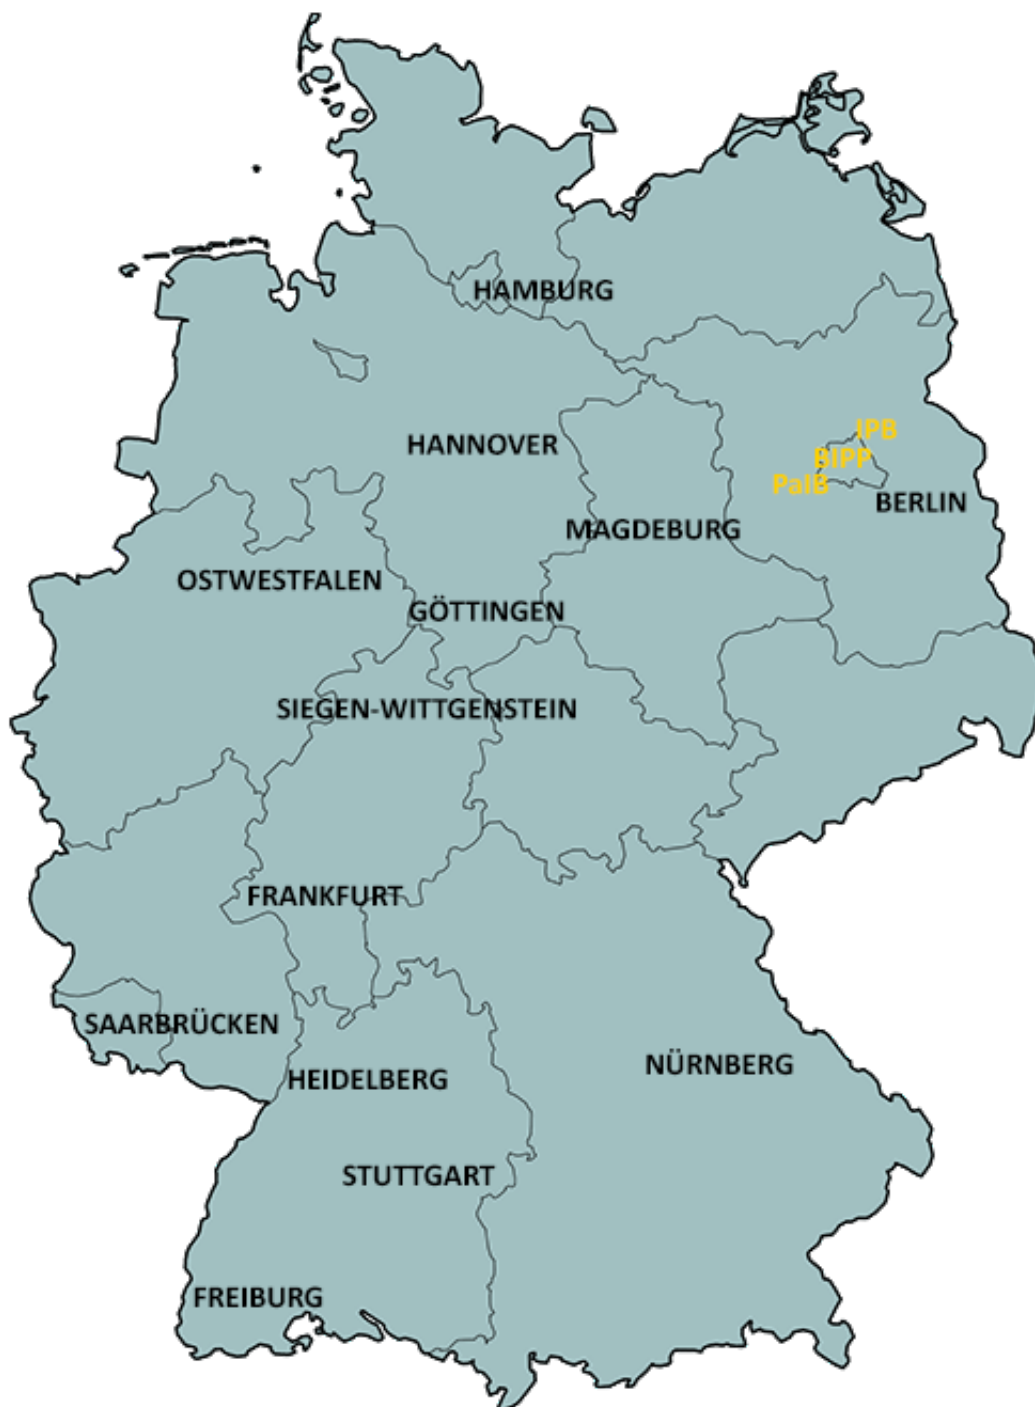 HAMBURG
IPB
HANNOVER
BIPP
PaIB
BERLIN
MAGDEBURG
OSTWESTFALEN
GÖTTINGEN
SIEGEN-WITTGENSTEIN
FRANKFURT
SAARBRÜCKEN
NÜRNBERG
HEIDELBERG
STUTTGART
FREIBURG